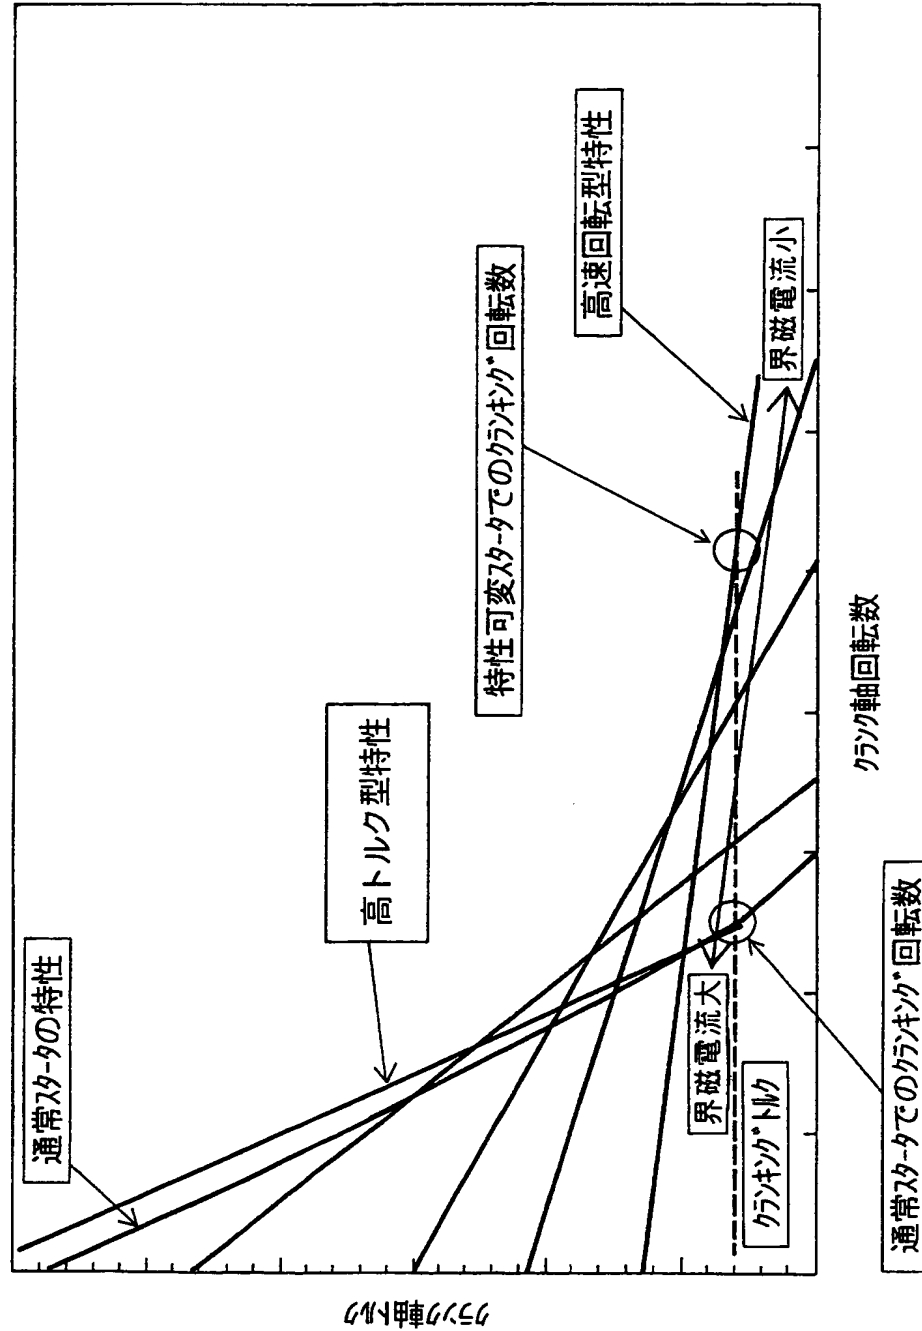 クランク軸トルク
通常スタータの特性
高トルク型特性
特性可変スタータでのクランキング回転数
高速回転型特性
界磁電流大
界磁電流小
クランキングトルク
通常スタータでのクランキング回転数
クランク軸回転数